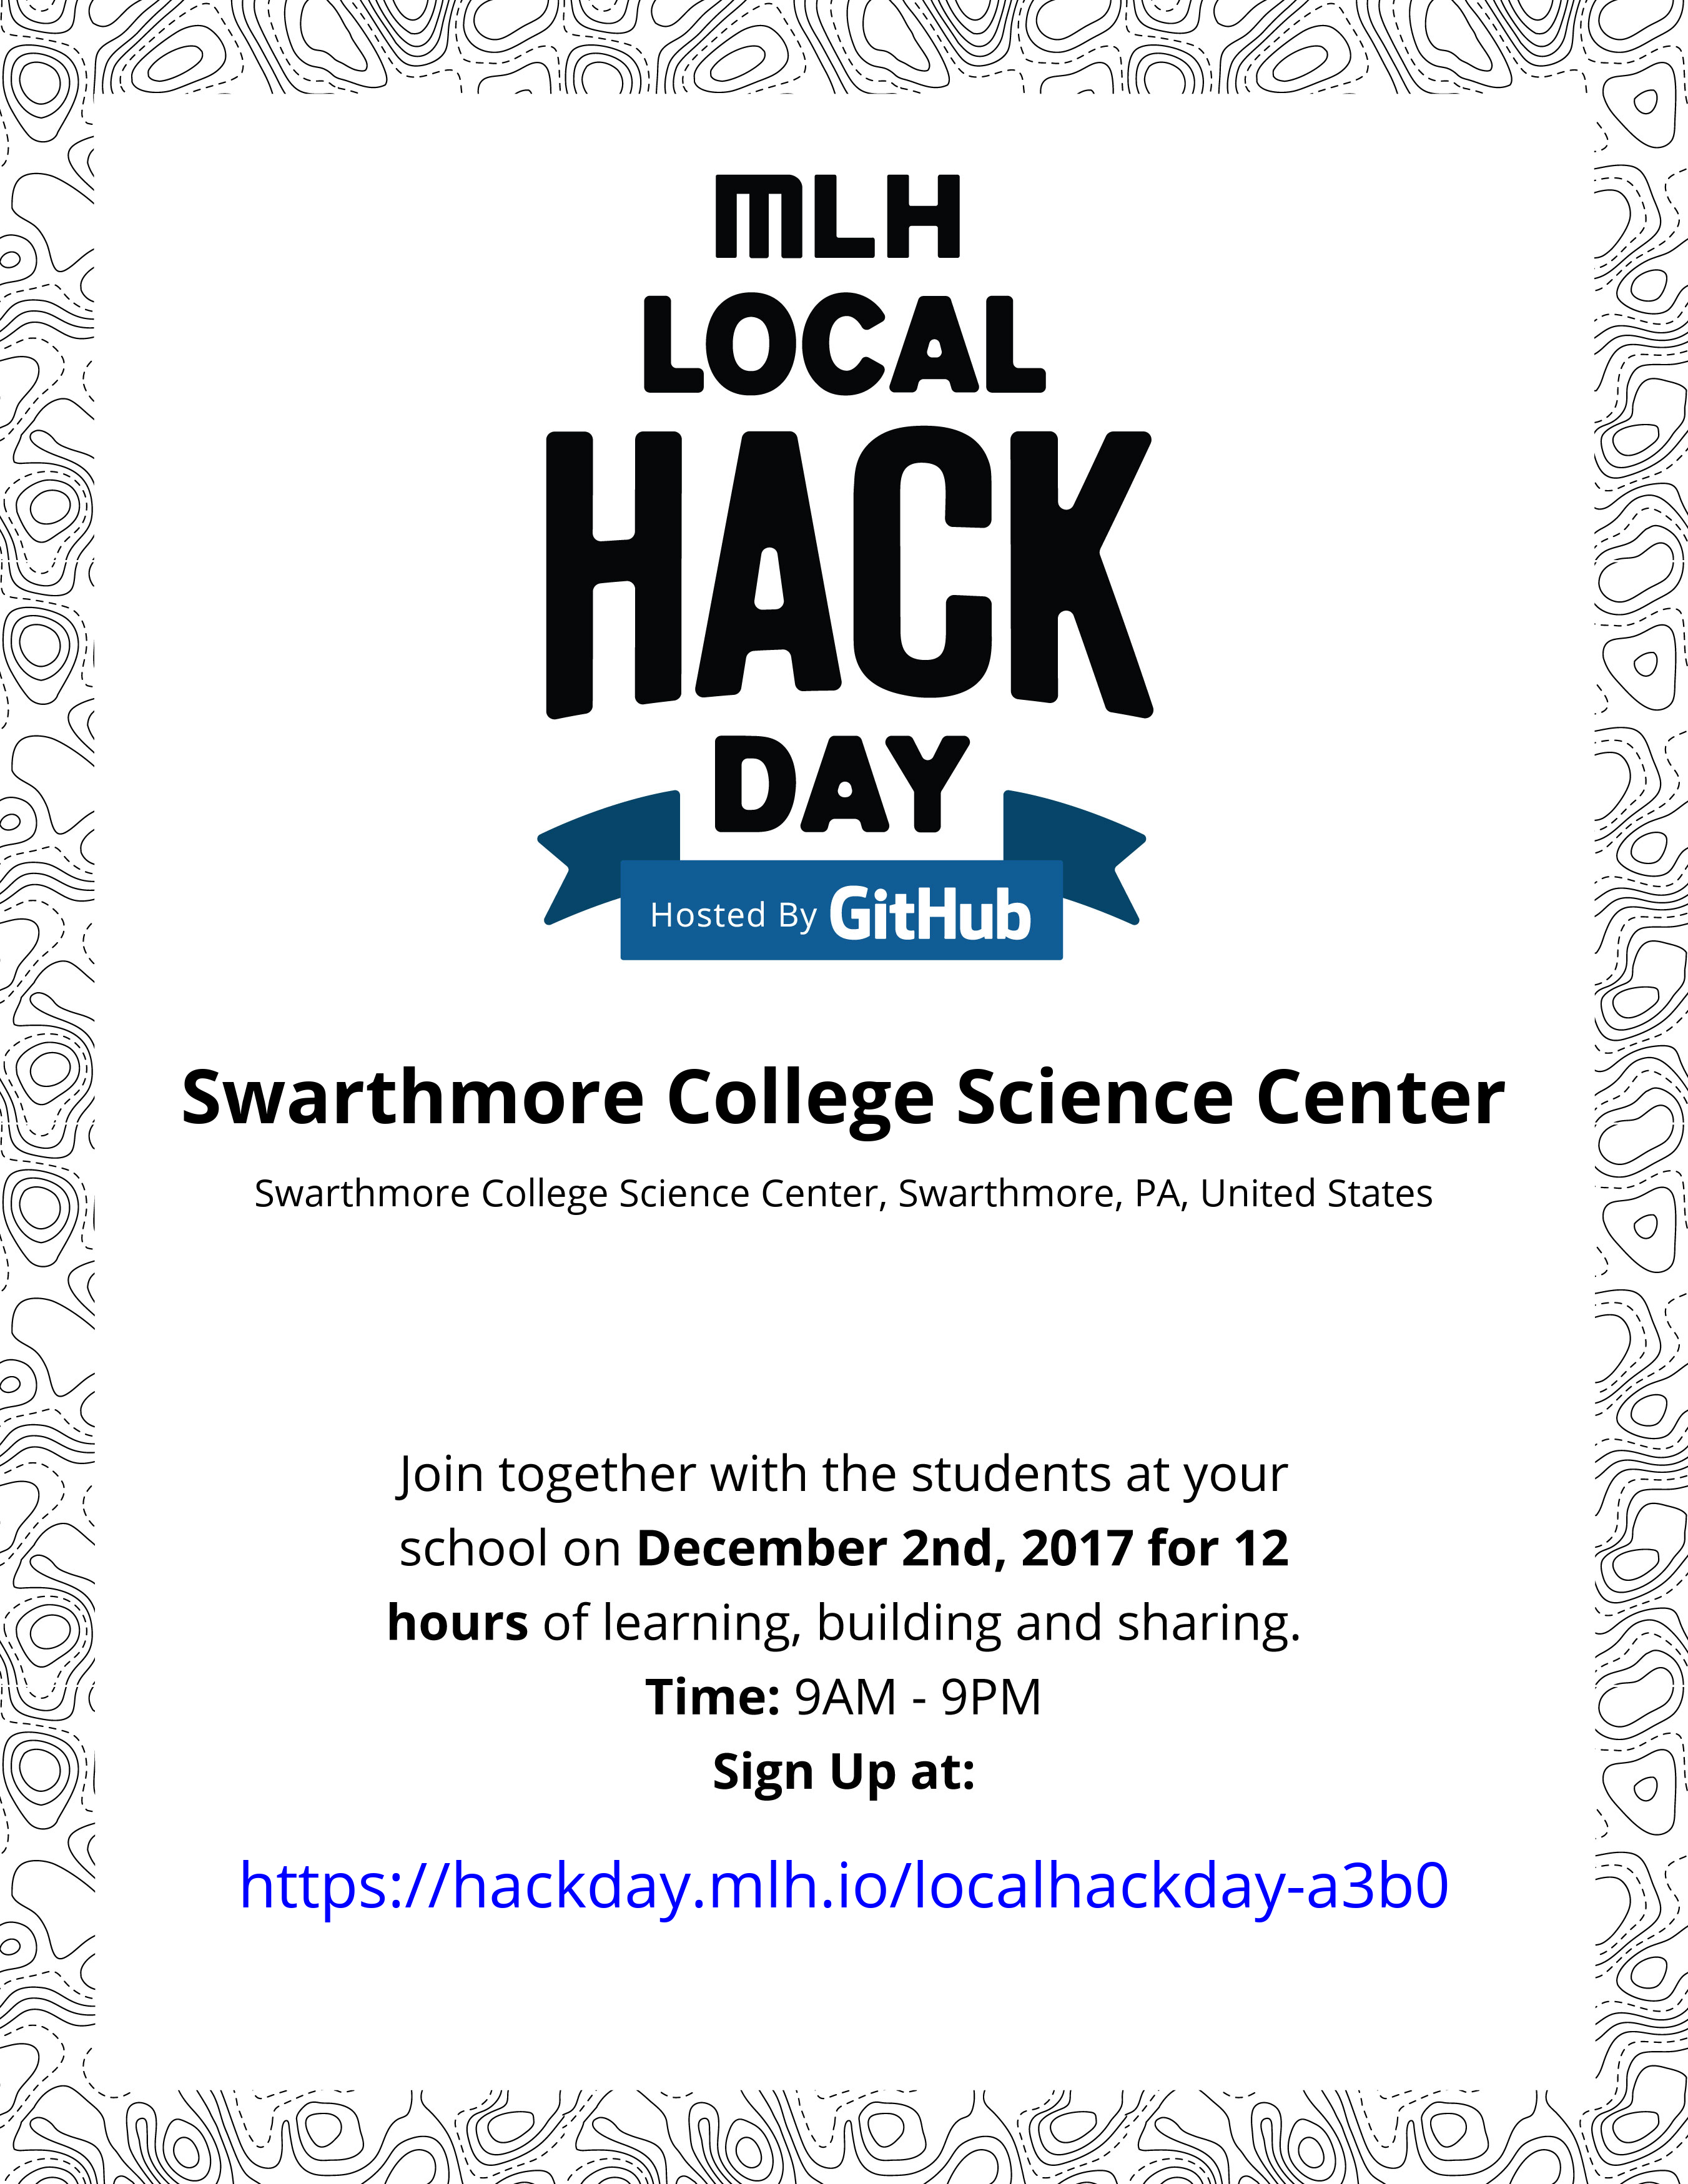 MLH
LOCAL
HACK
DAY
Hosted By GitHub
Swarthmore College Science Center
Swarthmore College Science Center, Swarthmore, PA, United States
Join together with the students at your
school on December 2nd, 2017 for 12
hours of learning, building and sharing.
Time: 9AM - 9PM
Sign Up at:
https://hackday.mlh.io/localhackday-a3b0